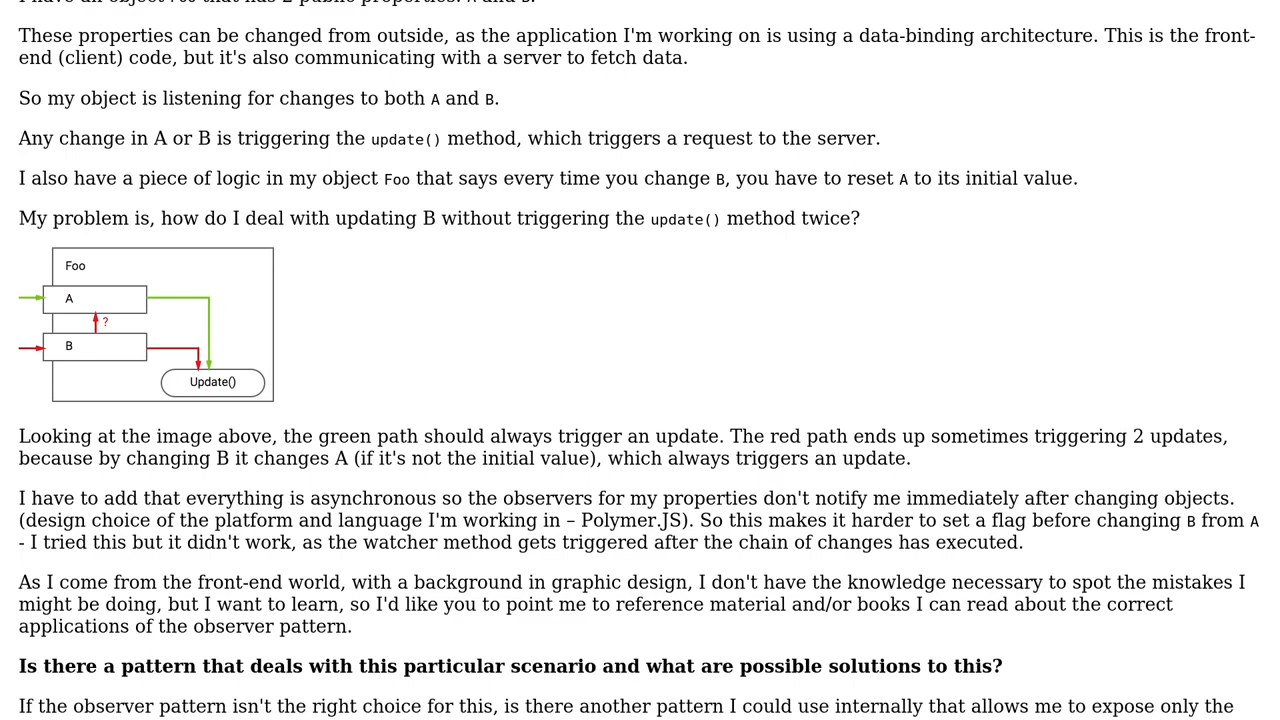 I have an object Foo that has 2 public properties: A and B.
These properties can be changed from outside, as the application I'm working on is using a data-binding architecture. This is the front-
end (client) code, but it's also communicating with a server to fetch data.
So my object is listening for changes to both A and B.
Any change in A or B is triggering the update() method, which triggers a request to the server.
I also have a piece of logic in my object Foo that says every time you change B, you have to reset A to its initial value.
My problem is, how do I deal with updating B without triggering the update() method twice?
Foo
A
?
B
Update()
Looking at the image above, the green path should always trigger an update. The red path ends up sometimes triggering 2 updates,
because by changing B it changes A (if it's not the initial value), which always triggers an update.
I have to add that everything is asynchronous so the observers for my properties don't notify me immediately after changing objects.
(design choice of the platform and language I'm working in – Polymer.JS). So this makes it harder to set a flag before changing B from A
- I tried this but it didn't work, as the watcher method gets triggered after the chain of changes has executed.
As I come from the front-end world, with a background in graphic design, I don't have the knowledge necessary to spot the mistakes I
might be doing, but I want to learn, so I'd like you to point me to reference material and/or books I can read about the correct
applications of the observer pattern.
Is there a pattern that deals with this particular scenario and what are possible solutions to this?
If the observer pattern isn't the right choice for this, is there another pattern I could use internally that allows me to expose only the